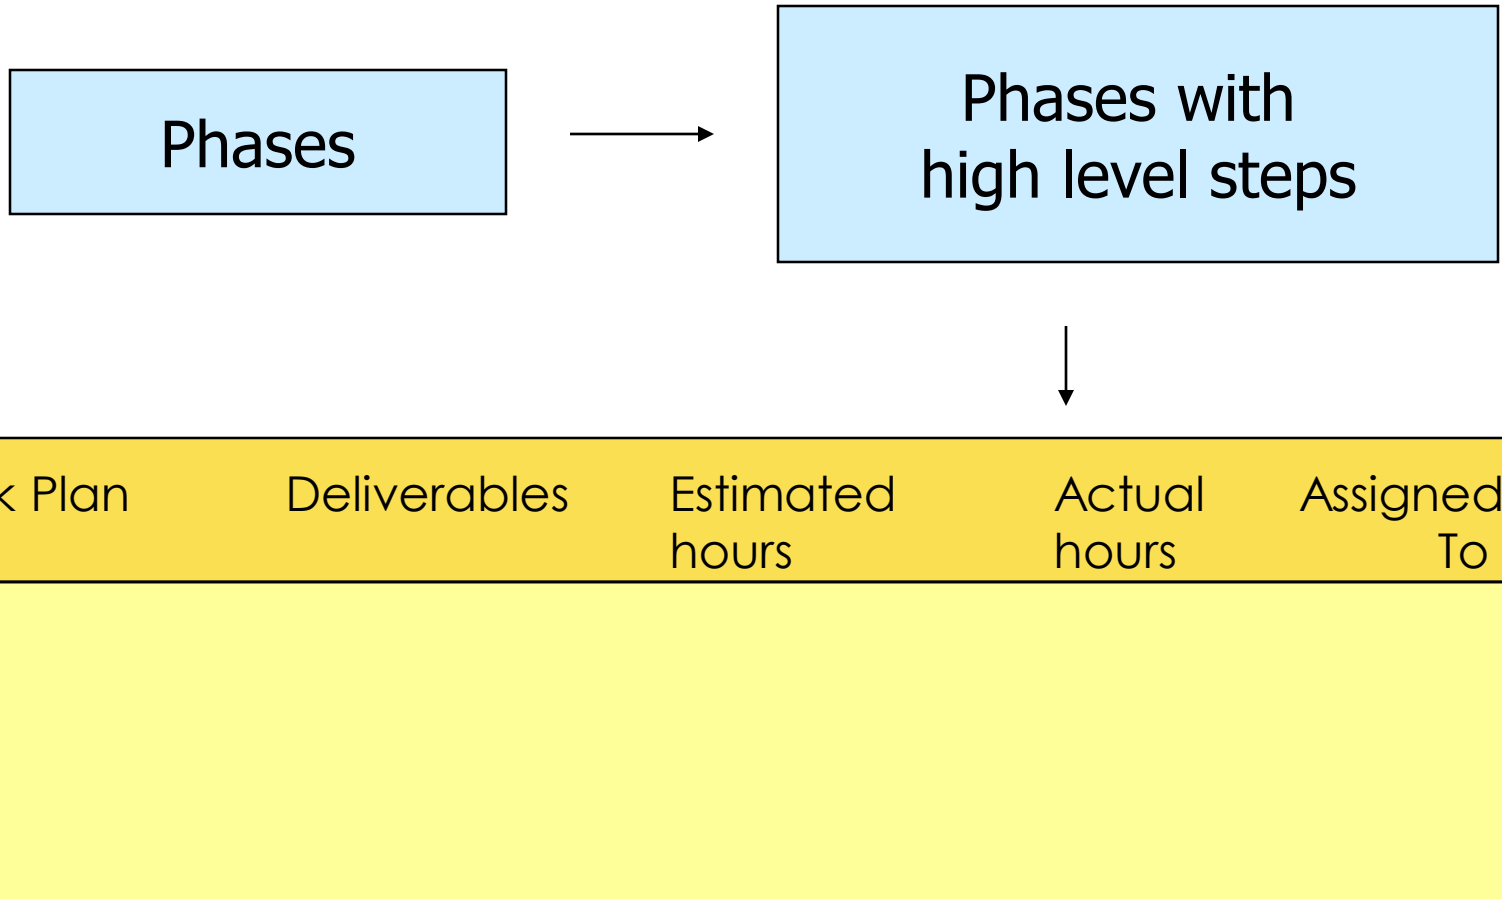 Phases
Phases with
high level steps
k Plan Deliverables Estimated Actual Assigned
hours hours To